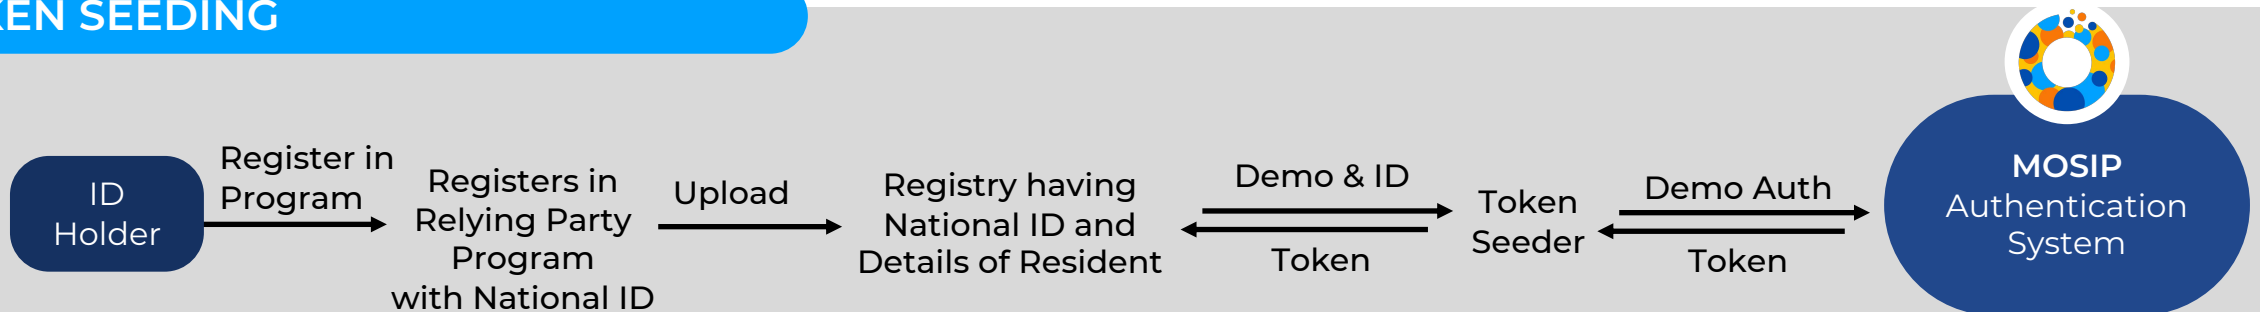 EN SEEDING
ID
Holder
Register in
Program
Registers in
Relying Party
Program
with National ID
Upload
Registry having
National ID and
Details of Resident
Demo & ID
Token
Token
Seeder
Demo Auth
Token
MOSIP
Authentication
System